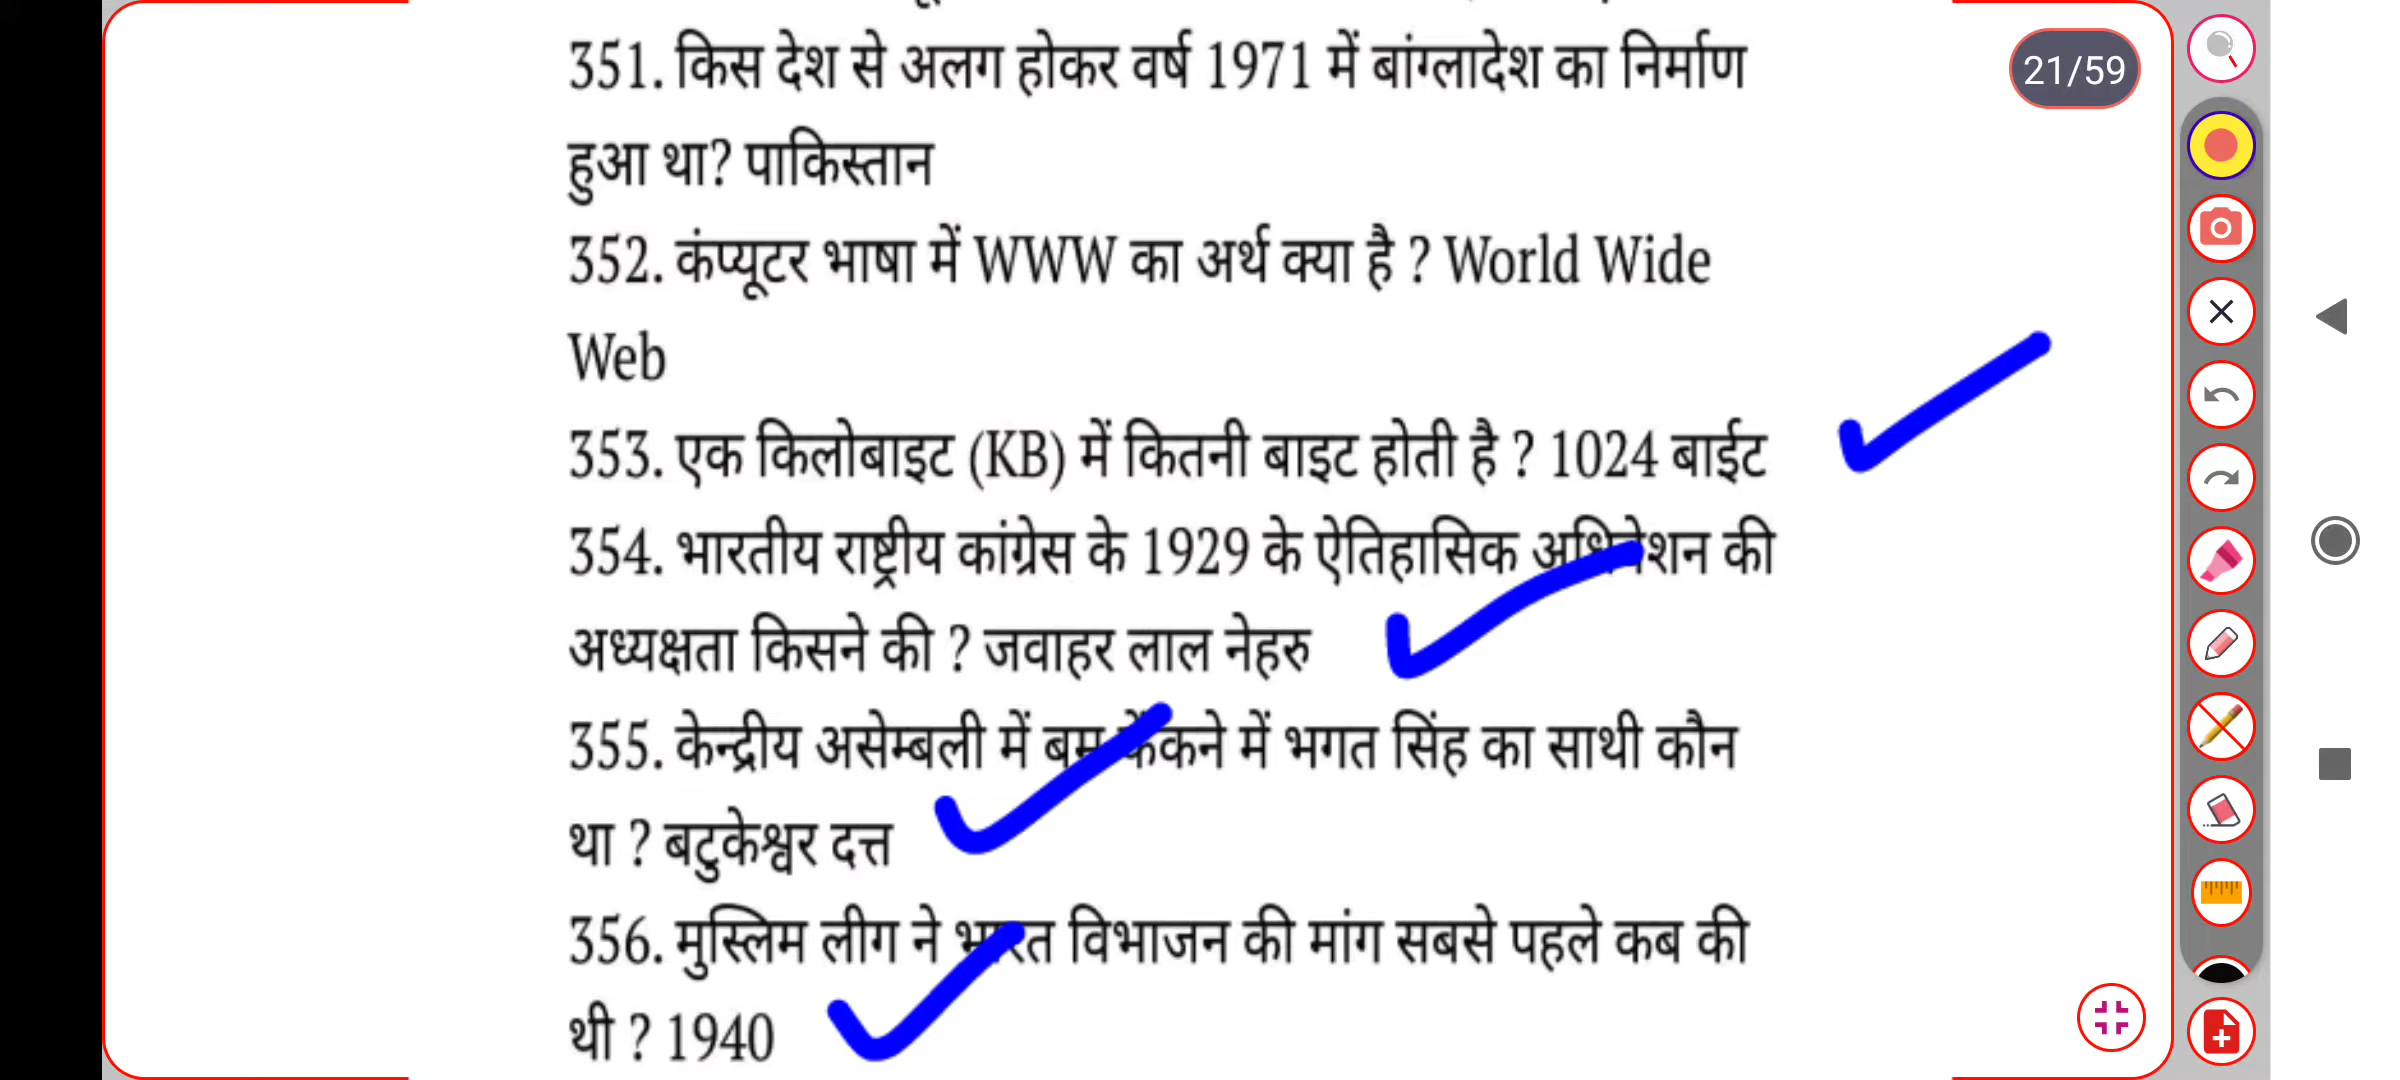 351. किस देश से अलग होकर वर्ष 1971 में बांग्लादेश का निर्माण
21/59
हुआ था? पाकिस्तान
352. कंप्यूटर भाषा में WWW का अर्थ क्या है ? World Wide
Web
353. एक किलोबाइट (KB) में कितनी बाइट होती है ? 1024 बाईट
354. भारतीय राष्ट्रीय कांग्रेस के 1929 के ऐतिहासिक अधिवेशन की
अध्यक्षता किसने की ? जवाहर लाल नेहरु
355. केन्द्रीय असेम्बली में बम फेंकने में भगत सिंह का साथी कौन
था ? बटुकेश्वर दत्त
356. मुस्लिम लीग ने भारत विभाजन की मांग सबसे पहले कब की
थी ? 1940